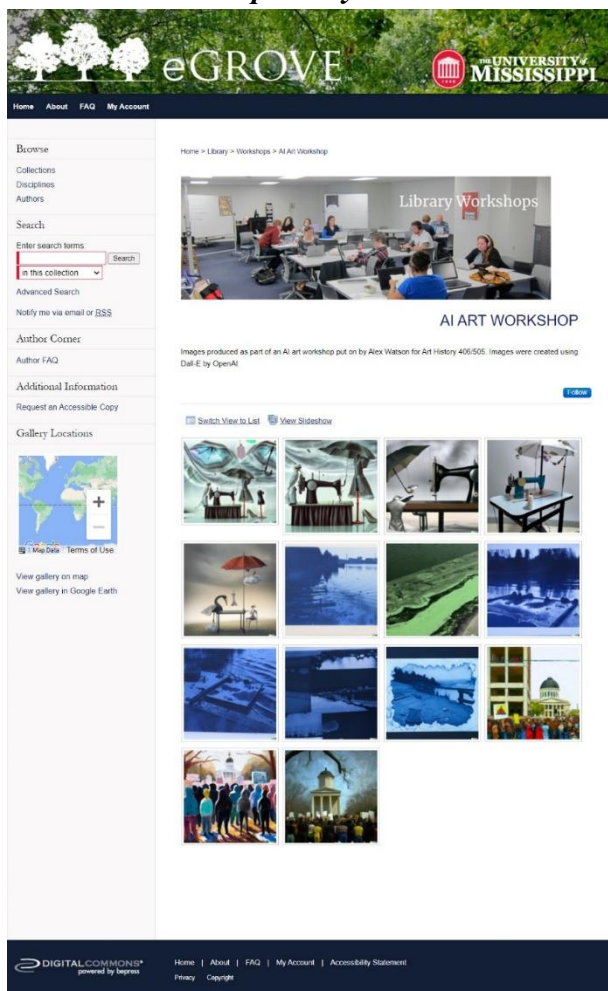 eGROVE
THE UNIVERSITY of
MISSISSIPPI
Home About FAQ My Account
Browse
Collections
Disciplines
Authors
Search
Enter search terms:
Search
in this collection
Advanced Search
Notify me via email or RSS
Author Corner
Author FAQ
Additional Information
Request an Accessible Copy
Gallery Locations
+
−
Map Data Terms of Use
View gallery on map
View gallery in Google Earth
Home > Library > Workshops > AI Art Workshop
Library Workshops
AI ART WORKSHOP
Images produced as part of an AI art workshop put on by Alex Watson for Art History 406/505. Images were created using
Dall-E by OpenAI.
Follow
Switch View to List View Slideshow
DIGITAL COMMONS®
powered by bepress
Home | About | FAQ | My Account | Accessibility Statement
Privacy Copyright